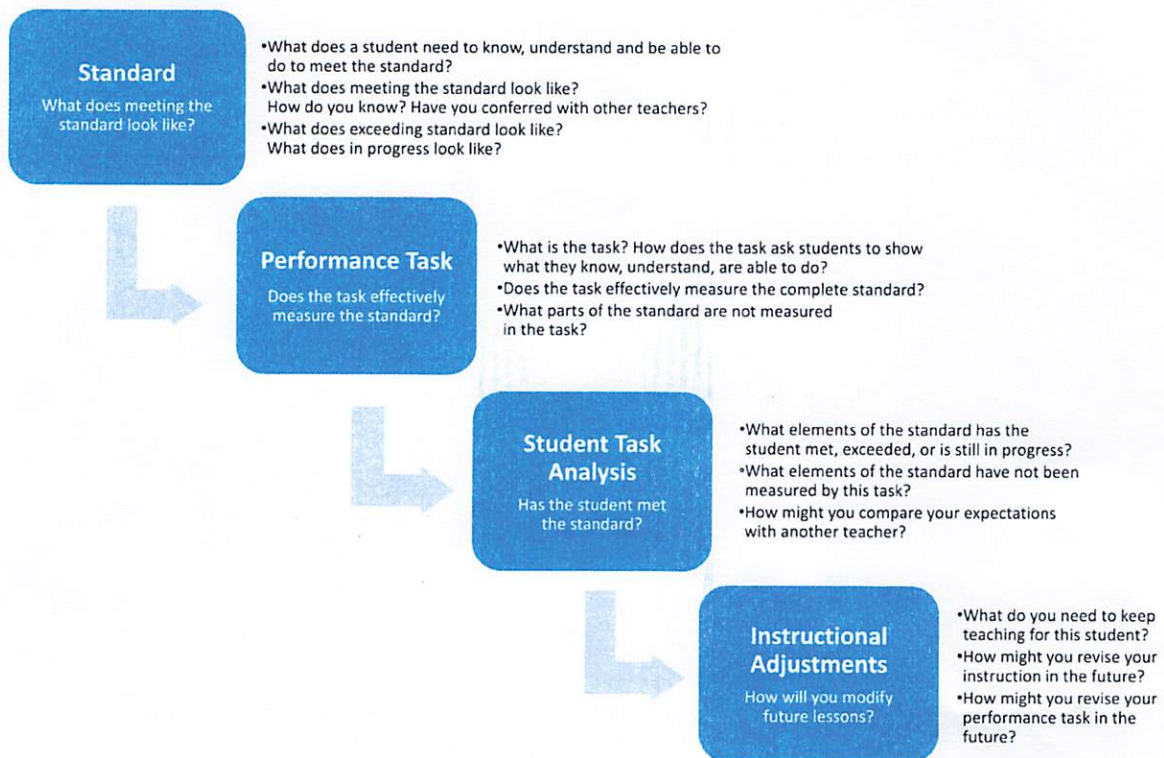 Standard
What does meeting the
standard look like?
•What does a student need to know, understand and be able to
do to meet the standard?
•What does meeting the standard look like?
How do you know? Have you conferred with other teachers?
•What does exceeding standard look like?
What does in progress look like?
Performance Task
Does the task effectively
measure the standard?
•What is the task? How does the task ask students to show
what they know, understand, are able to do?
•Does the task effectively measure the complete standard?
•What parts of the standard are not measured
in the task?
Student Task
Analysis
Has the student met
the standard?
•What elements of the standard has the
student met, exceeded, or is still in progress?
•What elements of the standard have not been
measured by this task?
•How might you compare your expectations
with another teacher?
Instructional
Adjustments
How will you modify
future lessons?
•What do you need to keep
teaching for this student?
•How might you revise your
instruction in the future?
•How might you revise your
performance task in the
future?